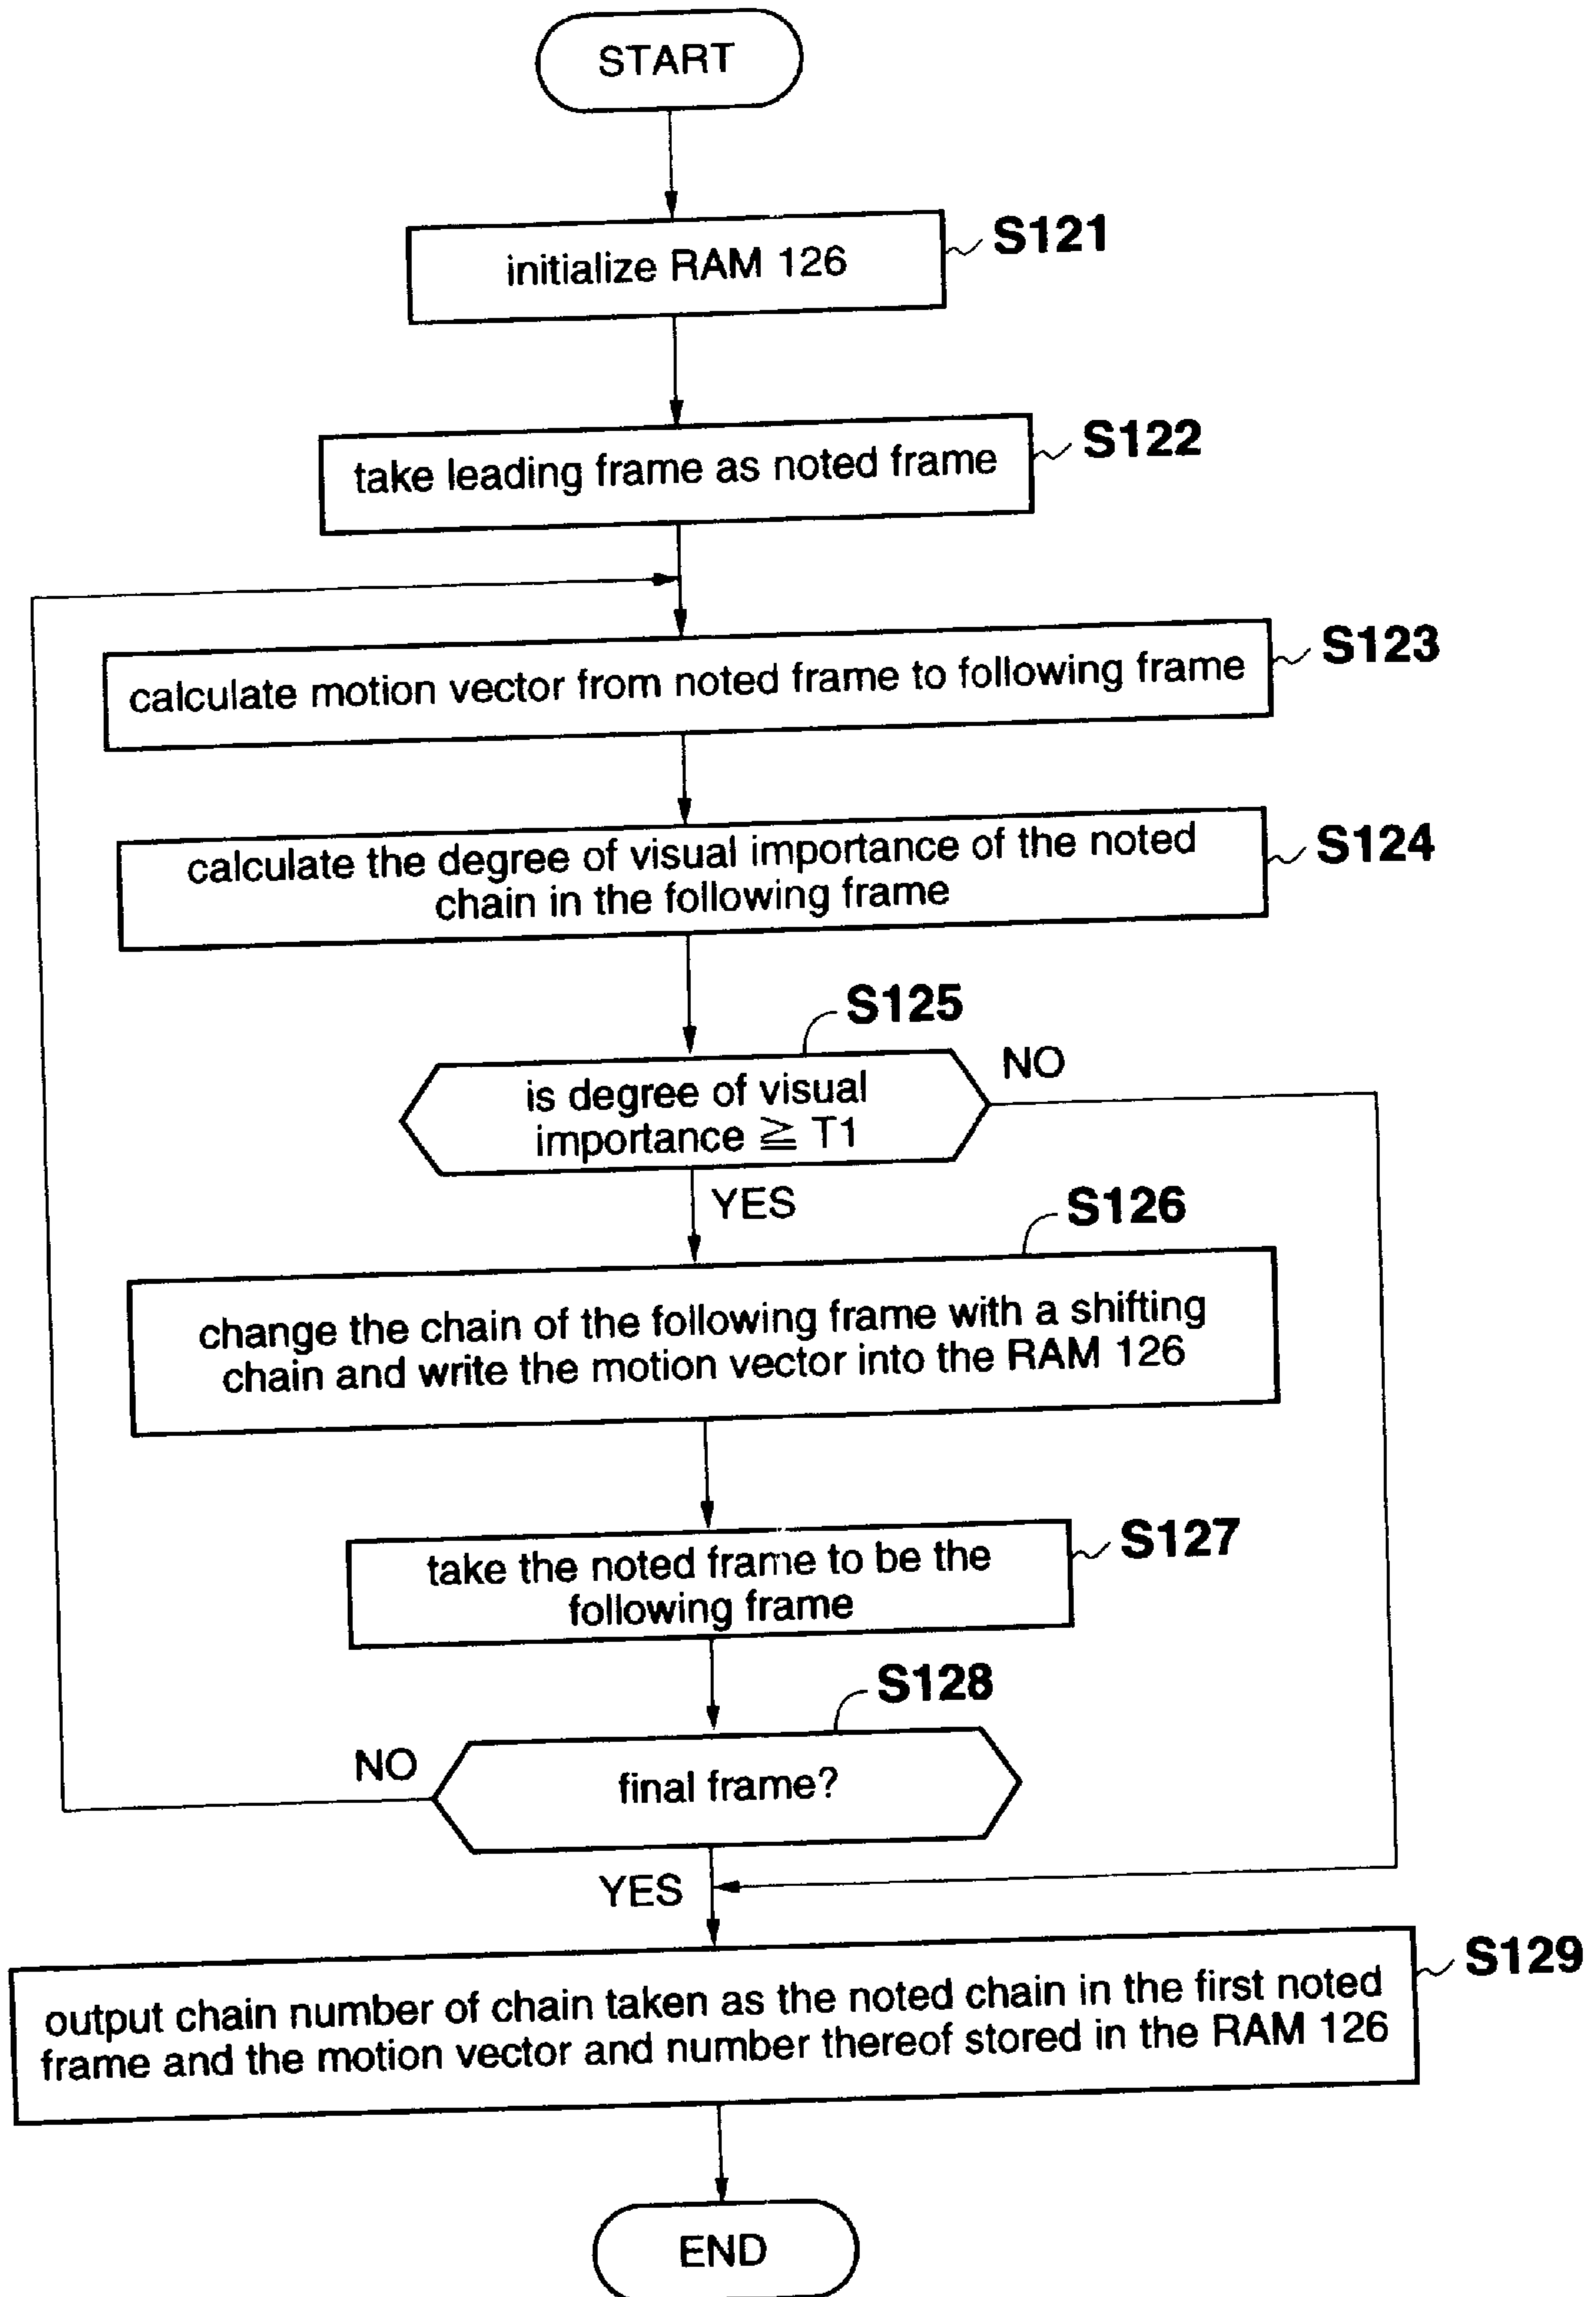 START
initialize RAM 126
S121
take leading frame as noted frame
S122
calculate motion vector from noted frame to following frame
S123
calculate the degree of visual importance of the noted
chain in the following frame
S124
S125
is degree of visual
importance ≧ T1
NO
YES
S126
change the chain of the following frame with a shifting
chain and write the motion vector into the RAM 126
take the noted frame to be the
following frame
S127
S128
final frame?
NO
YES
output chain number of chain taken as the noted chain in the first noted
frame and the motion vector and number thereof stored in the RAM 126
S129
END